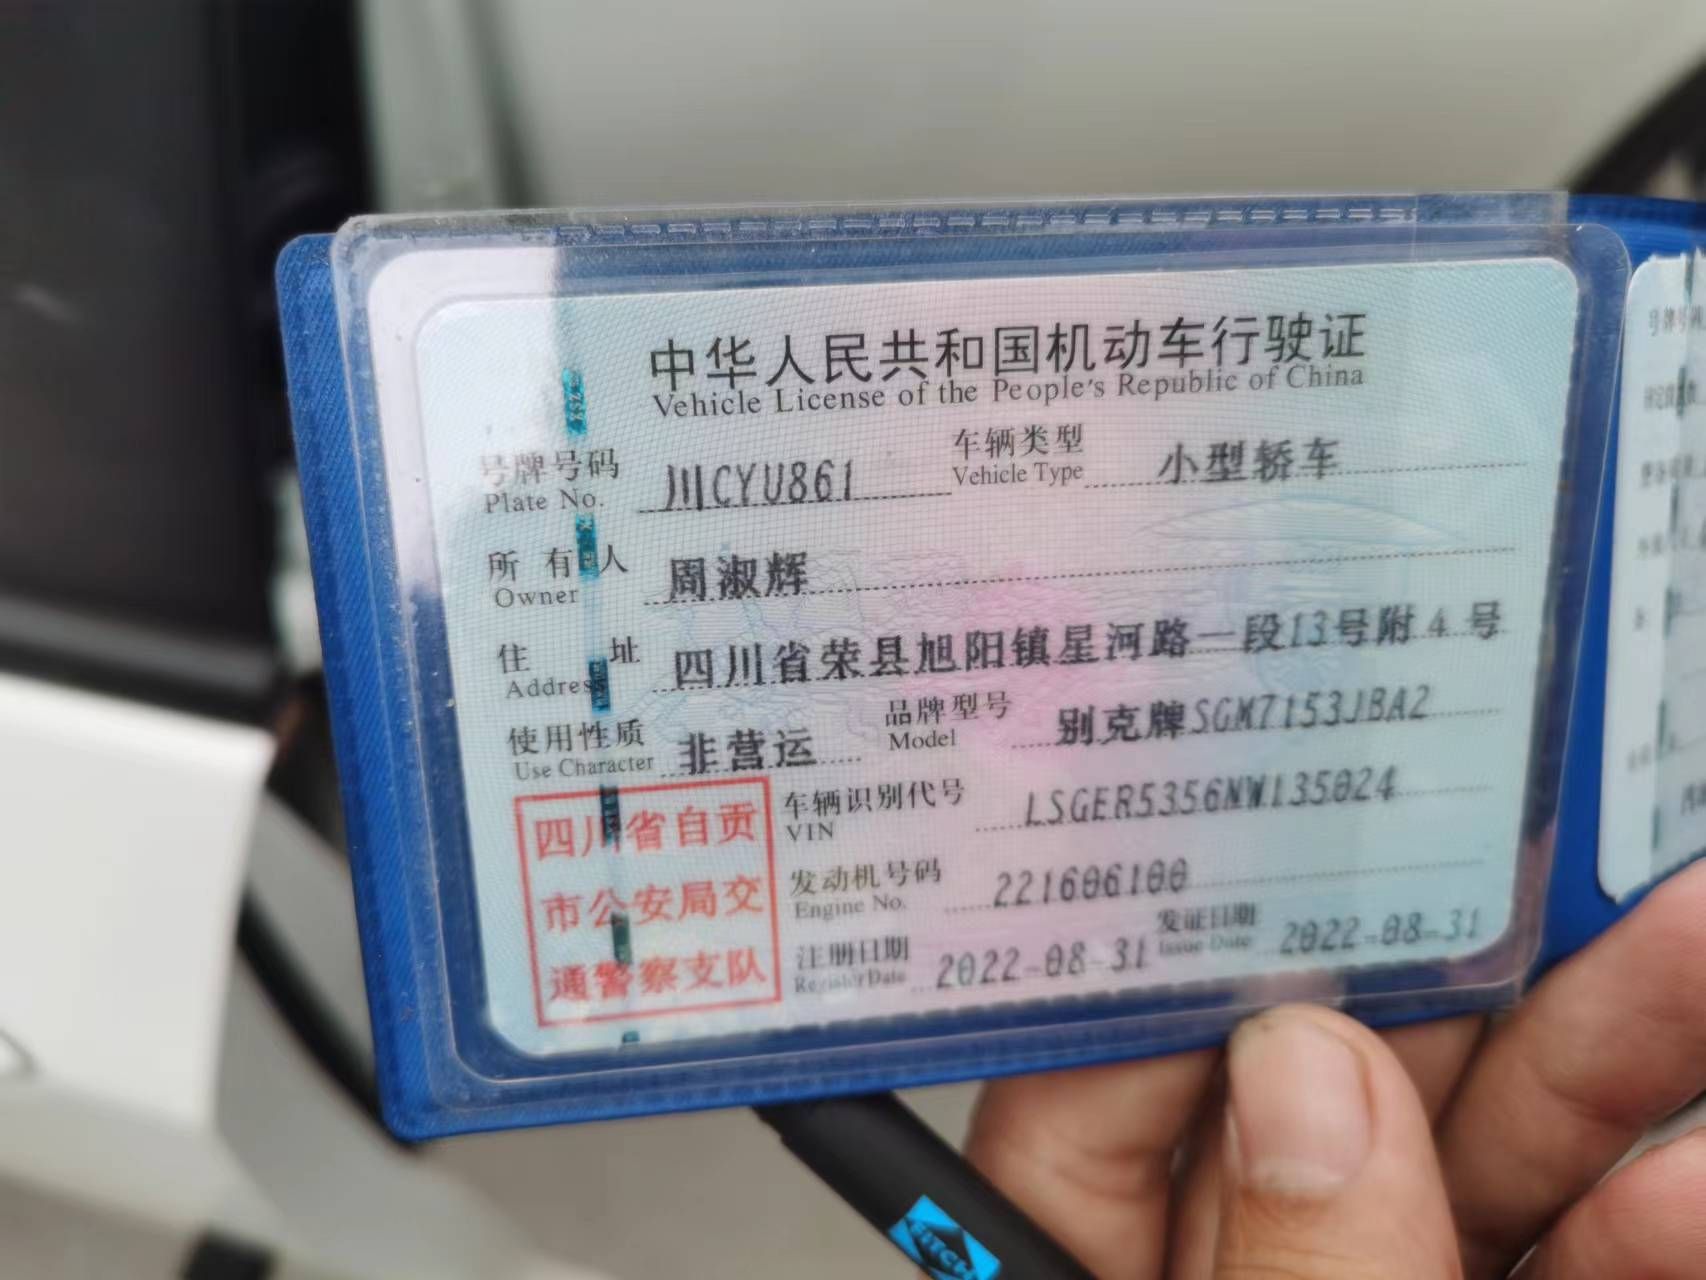 中华人民共和国机动车行驶证
Vehicle License of the People's Republic of China
号牌号码 川CYU861 车辆类型 小型轿车
Plate No. Vehicle Type
所有人 周淑辉
Owner
住址 四川省荣县旭阳镇星河路一段13号附4号
Address
使用性质 非营运 品牌型号 别克牌SGM7153JBA2
Use Character Model
四川省自贡
市公安局交
通警察支队
车辆识别代号 LSGER5356NW135024
VIN
发动机号码 221606100
Engine No.
注册日期 2022-08-31 发证日期 2022-08-31
Register Date Issue Date
号牌号码